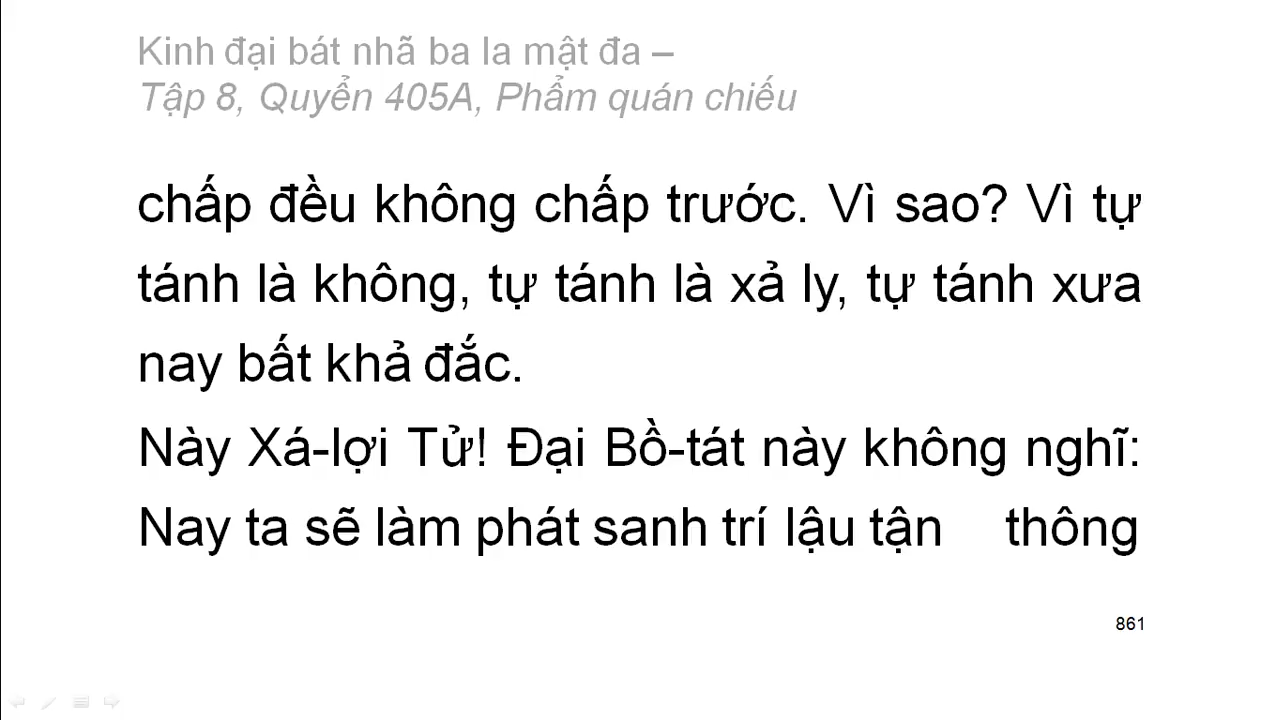 Kinh đại bát nhã ba la mật đa –
Tập 8, Quyển 405A, Phẩm quán chiếu
chấp đều không chấp trước. Vì sao? Vì tự
tánh là không, tự tánh là xả ly, tự tánh xưa
nay bất khả đắc.
Này Xá-lợi Tử! Đại Bồ-tát này không nghĩ:
Nay ta sẽ làm phát sanh trí lậu tận thông
861